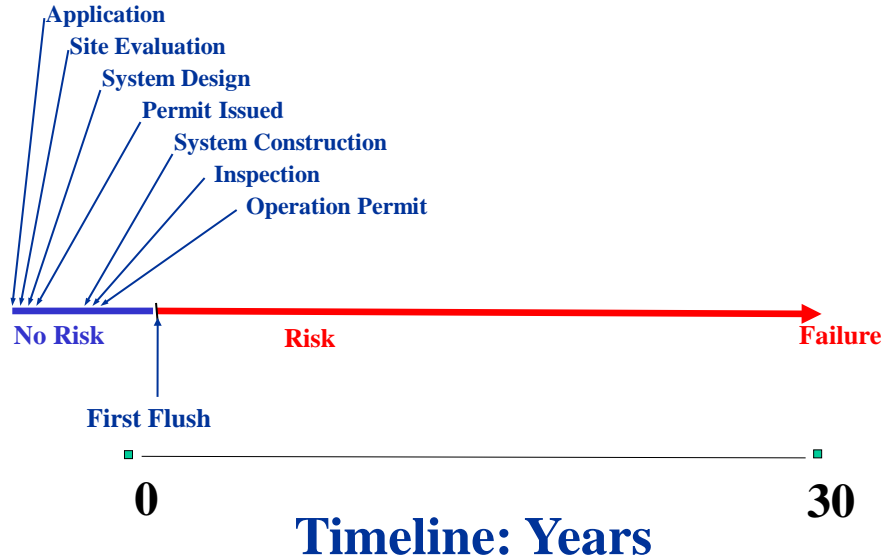 Application
Site Evaluation
System Design
Permit Issued
System Construction
Inspection
Operation Permit
No Risk
Risk
Failure
First Flush
0
30
Timeline: Years